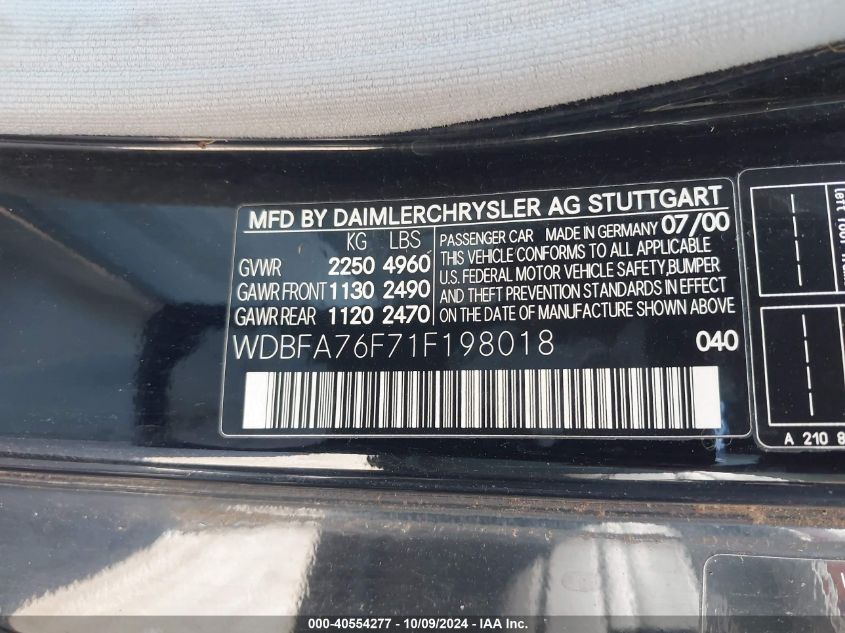 MFD BY DAIMLERCHRYSLER AG STUTTGART
KG LBS
GVWR 2250 4960
GAWR FRONT 1130 2490
GAWR REAR 1120 2470
PASSENGER CAR MADE IN GERMANY 07/00
THIS VEHICLE CONFORMS TO ALL APPLICABLE
U.S. FEDERAL MOTOR VEHICLE SAFETY,BUMPER
AND THEFT PREVENTION STANDARDS IN EFFECT
ON THE DATE OF MANUFACTURE SHOWN ABOVE
WDBFA76F71F198018 040
A 210 8
000-40554277 - 10/09/2024 - IAA Inc.